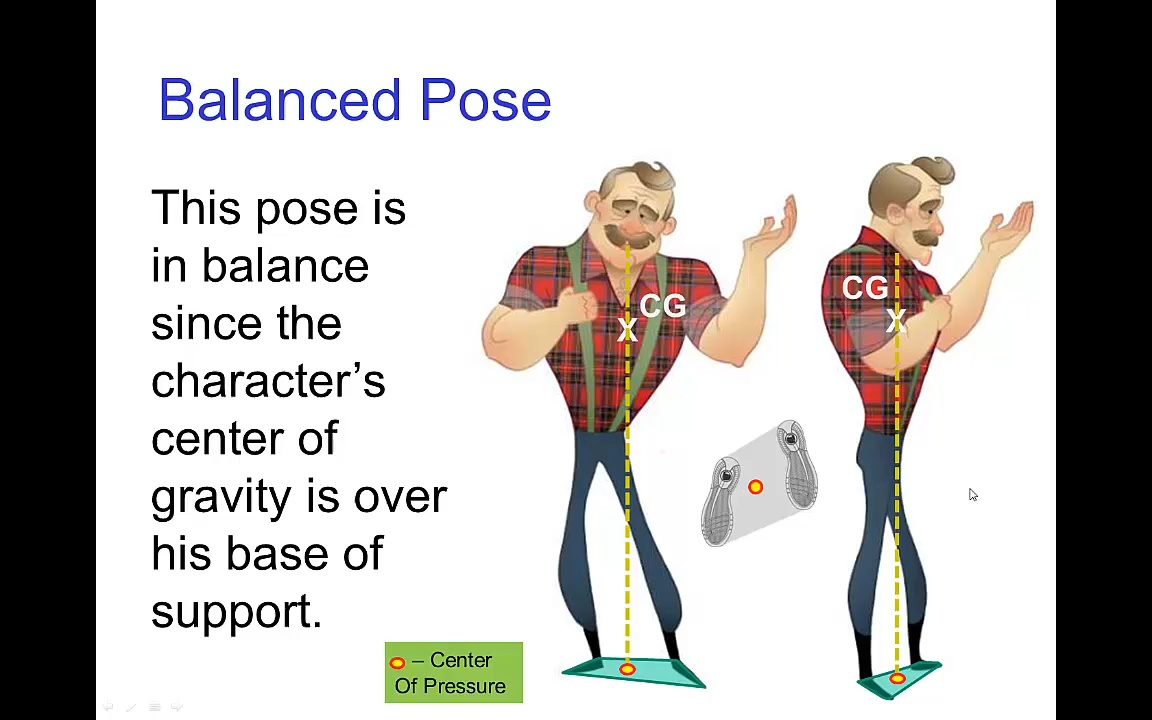 Balanced Pose
This pose is
in balance
since the
character’s
center of
gravity is over
his base of
support.
CG
X
CG
X
– Center
Of Pressure